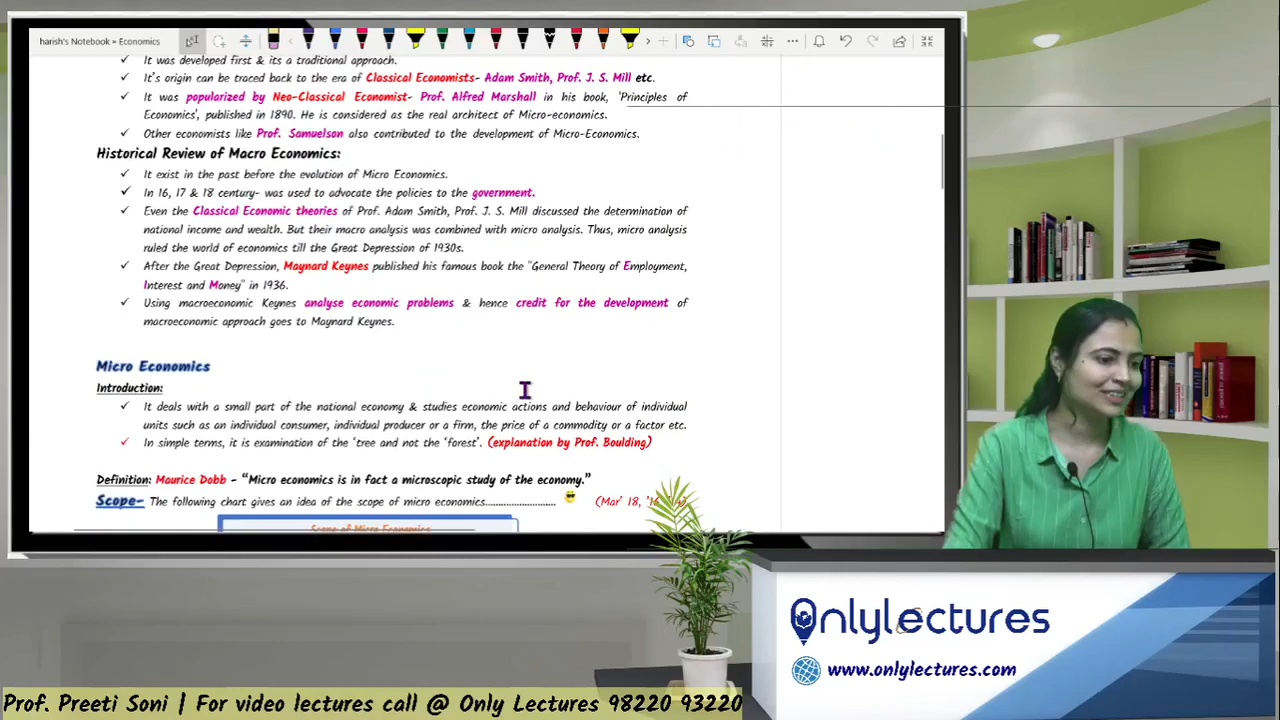 harish's Notebook » Economics
✓ It was developed first & its a traditional approach.
✓ It's origin can be traced back to the era of Classical Economists- Adam Smith, Prof. J. S. Mill etc.
✓ It was popularized by Neo-Classical Economist- Prof. Alfred Marshall in his book, 'Principles of
Economics', published in 1890. He is considered as the real architect of Micro-economics.
✓ Other economists like Prof. Samuelson also contributed to the development of Micro-Economics.
Historical Review of Macro Economics:
✓ It exist in the past before the evolution of Micro Economics.
✓ In 16, 17 & 18 century- was used to advocate the policies to the government.
✓ Even the Classical Economic theories of Prof. Adam Smith, Prof. J. S. Mill discussed the determination of
national income and wealth. But their macro analysis was combined with micro analysis. Thus, micro analysis
ruled the world of economics till the Great Depression of 1930s.
✓ After the Great Depression, Maynard Keynes published his famous book the "General Theory of Employment,
Interest and Money" in 1936.
✓ Using macroeconomic Keynes analyse economic problems & hence credit for the development of
macroeconomic approach goes to Maynard Keynes.
Micro Economics
Introduction:
✓ It deals with a small part of the national economy & studies economic actions and behaviour of individual
units such as an individual consumer, individual producer or a firm, the price of a commodity or a factor etc.
✓ In simple terms, it is examination of the 'tree and not the 'forest'. (explanation by Prof. Boulding)
Definition: Maurice Dobb - "Micro economics is in fact a microscopic study of the economy."
Scope- The following chart gives an idea of the scope of micro economics........................ (Mar' 18,
Scope of Micro Economics
Onlylectures
www.onlylectures.com
Prof. Preeti Soni | For video lectures call @ Only Lectures 98220 93220